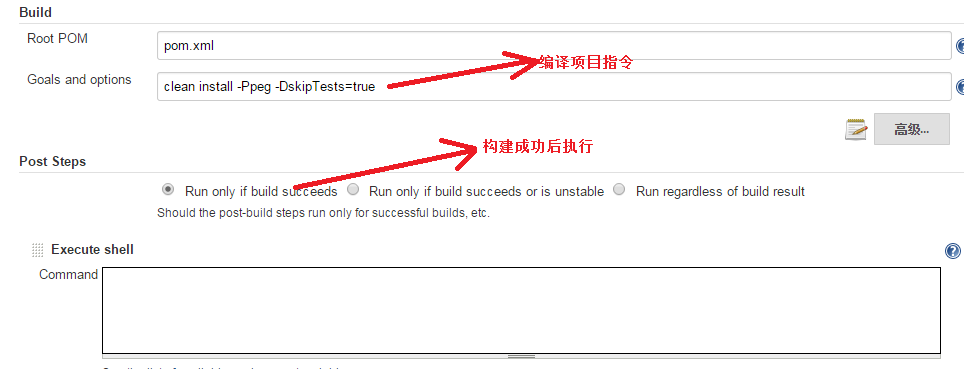 Build
Root POM
pom.xml
Goals and options
clean install -Ppeg -DskipTests=true
编译项目指令
高级...
构建成功后执行
Post Steps
Run only if build succeeds
Run only if build succeeds or is unstable
Run regardless of build result
Should the post-build steps run only for successful builds, etc.
Execute shell
Command